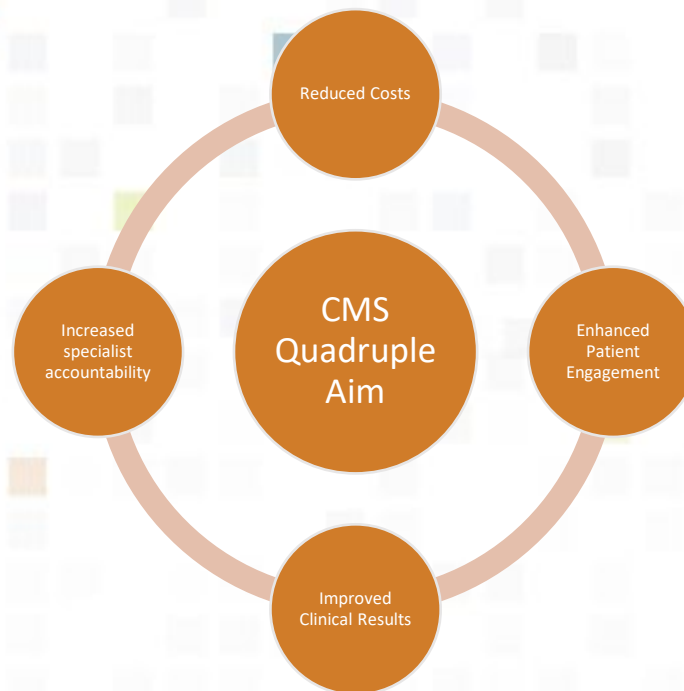 Reduced Costs
Increased
specialist
accountability
CMS
Quadruple
Aim
Enhanced
Patient
Engagement
Improved
Clinical Results